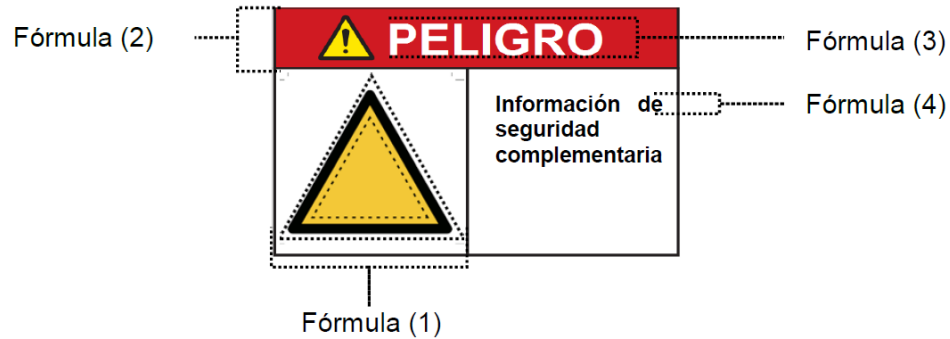 Fórmula (2)
PELIGRO
Fórmula (3)
Información de
seguridad
complementaria
Fórmula (4)
Fórmula (1)